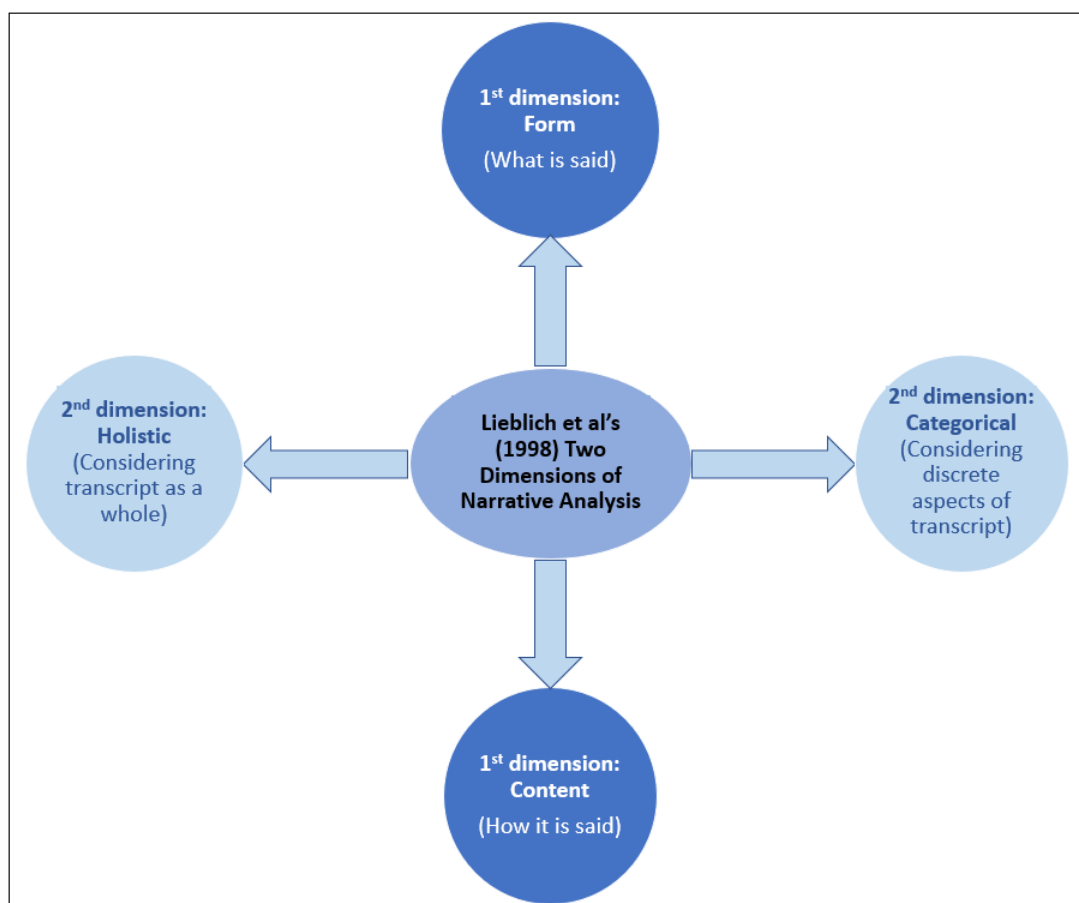 1st dimension:
Form
(What is said)
2nd dimension:
Holistic
(Considering
transcript as a
whole)
Lieblich et al’s
(1998) Two
Dimensions of
Narrative Analysis
2nd dimension:
Categorical
(Considering
discrete
aspects of
transcript)
1st dimension:
Content
(How it is said)